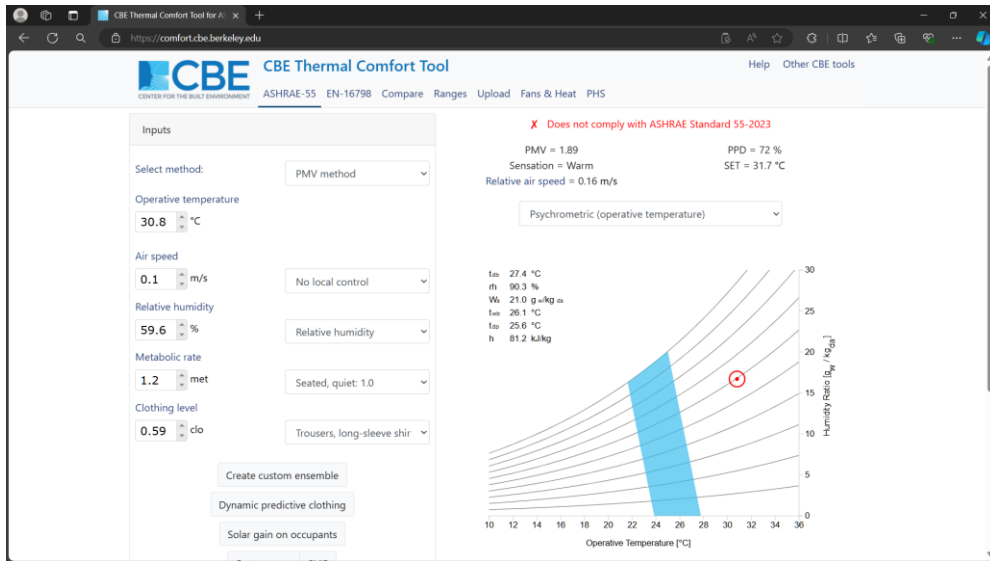 CBE Thermal Comfort Tool for AS
https://comfort.cbe.berkeley.edu
CBE
CENTER FOR THE BUILT ENVIRONMENT
CBE Thermal Comfort Tool
Help Other CBE tools
ASHRAE-55 EN-16798 Compare Ranges Upload Fans & Heat PHS
Inputs
Select method:
PMV method
Operative temperature
30.8 °C
Air speed
0.1 m/s
No local control
Relative humidity
59.6 %
Relative humidity
Metabolic rate
1.2 met
Seated, quiet: 1.0
Clothing level
0.59 clo
Trousers, long-sleeve shir
Create custom ensemble
Dynamic predictive clothing
Solar gain on occupants
✗ Does not comply with ASHRAE Standard 55-2023
PMV = 1.89 PPD = 72 %
Sensation = Warm SET = 31.7 °C
Relative air speed = 0.16 m/s
Psychrometric (operative temperature)
tdb 27.4 °C
rh 90.3 %
Wa 21.0 g w/kg da
twb 26.1 °C
tdp 25.6 °C
h 81.2 kJ/kg
30
25
20
15
10
5
0
Humidity Ratio [gw / kgda]
10 12 14 16 18 20 22 24 26 28 30 32 34 36
Operative Temperature [°C]